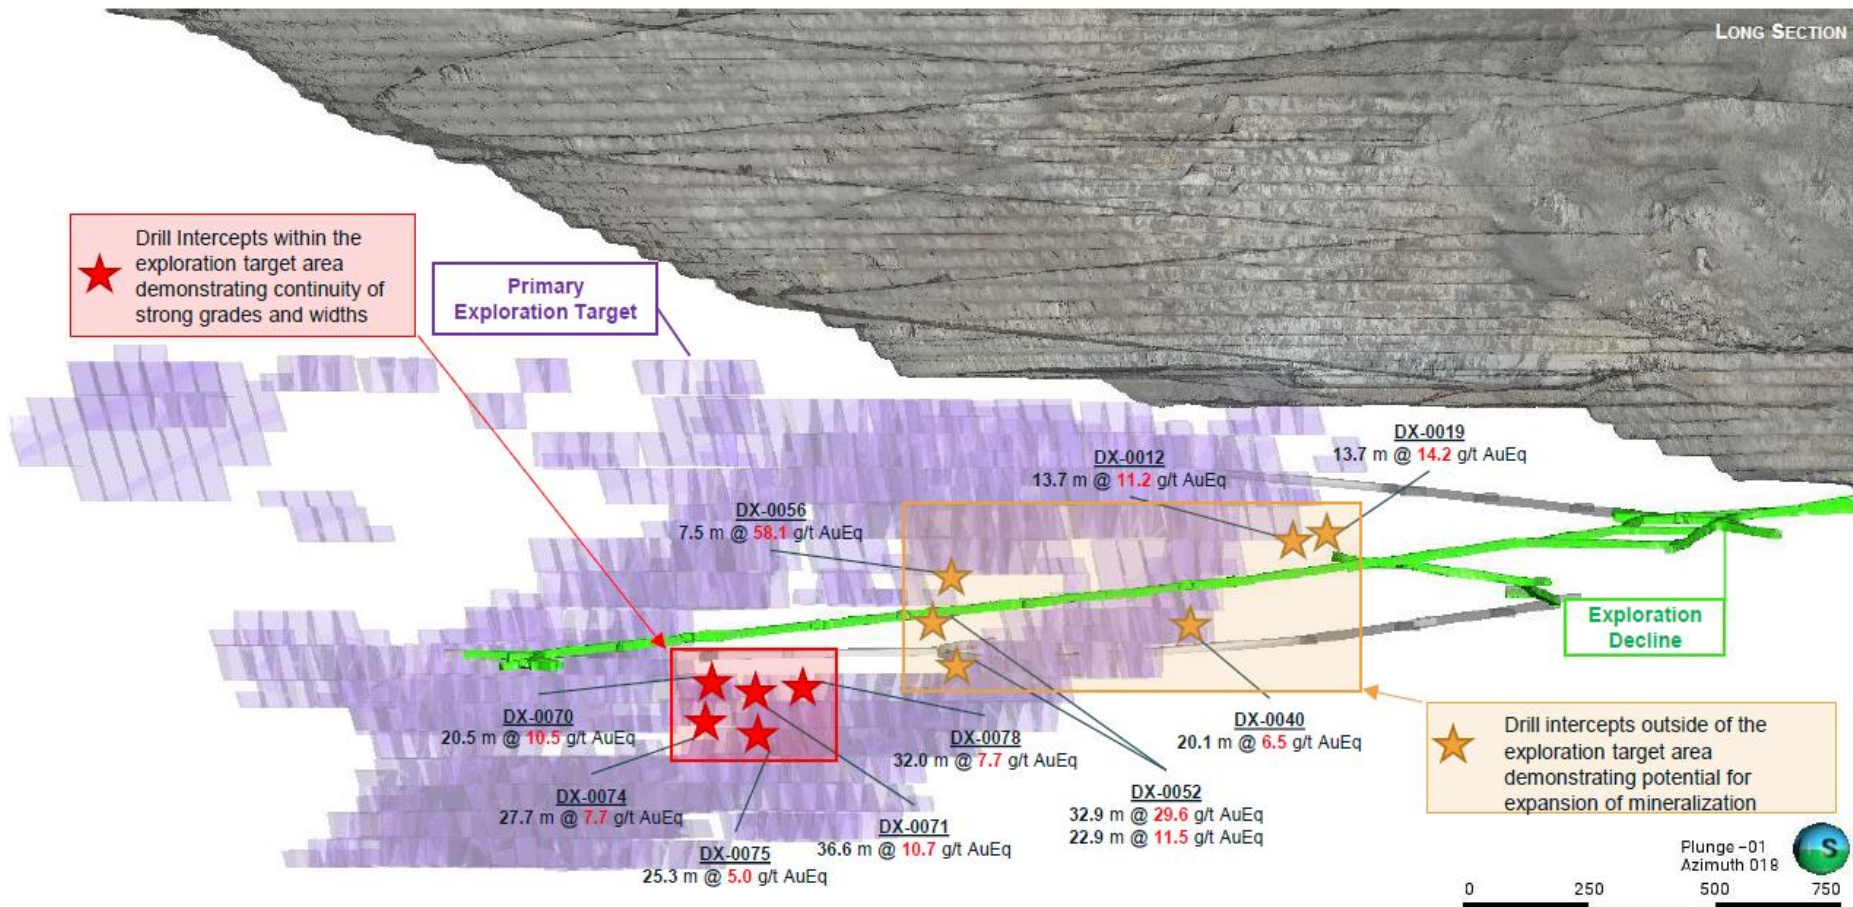 LONG SECTION
Drill Intercepts within the
exploration target area
demonstrating continuity of
strong grades and widths
Primary
Exploration Target
DX-0019
13.7 m @ 14.2 g/t AuEq
DX-0012
13.7 m @ 11.2 g/t AuEq
DX-0056
7.5 m @ 58.1 g/t AuEq
Exploration
Decline
DX-0070
20.5 m @ 10.5 g/t AuEq
DX-0078
32.0 m @ 7.7 g/t AuEq
DX-0040
20.1 m @ 6.5 g/t AuEq
Drill intercepts outside of the
exploration target area
demonstrating potential for
expansion of mineralization
DX-0074
27.7 m @ 7.7 g/t AuEq
DX-0052
32.9 m @ 29.6 g/t AuEq
22.9 m @ 11.5 g/t AuEq
DX-0071
36.6 m @ 10.7 g/t AuEq
DX-0075
25.3 m @ 5.0 g/t AuEq
Plunge -01
Azimuth 018
S
0 250 500 750